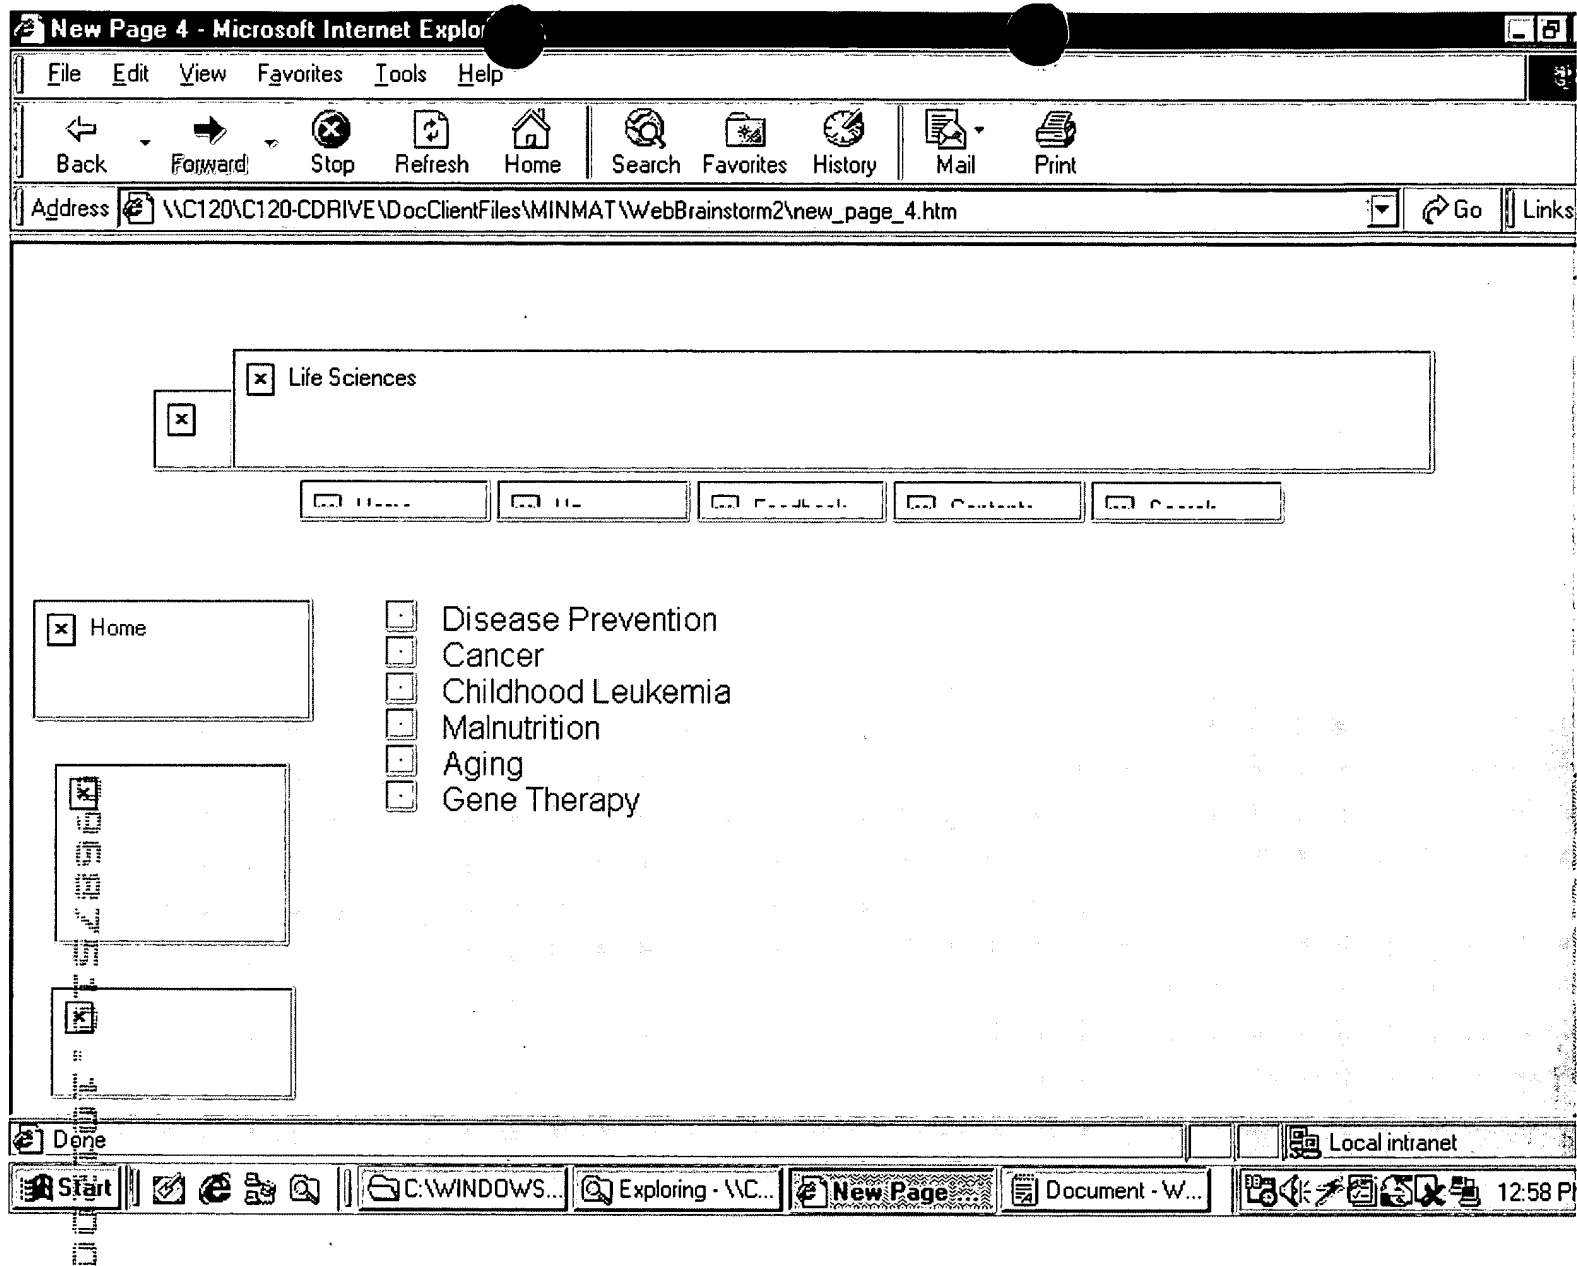 New Page 4 - Microsoft Internet Explo
File Edit View Favorites Tools Help
Back Forward Stop Refresh Home Search Favorites History Mail Print
Address \\C120\C120-CDRIVE\DocClientFiles\MINMAT\WebBrainstorm2\new_page_4.htm Go Links
Life Sciences
Home
Disease Prevention
Cancer
Childhood Leukemia
Malnutrition
Aging
Gene Therapy
Done Local intranet
Start C:\WINDOWS... Exploring - \\C... New Page ... Document - W... 12:58 P